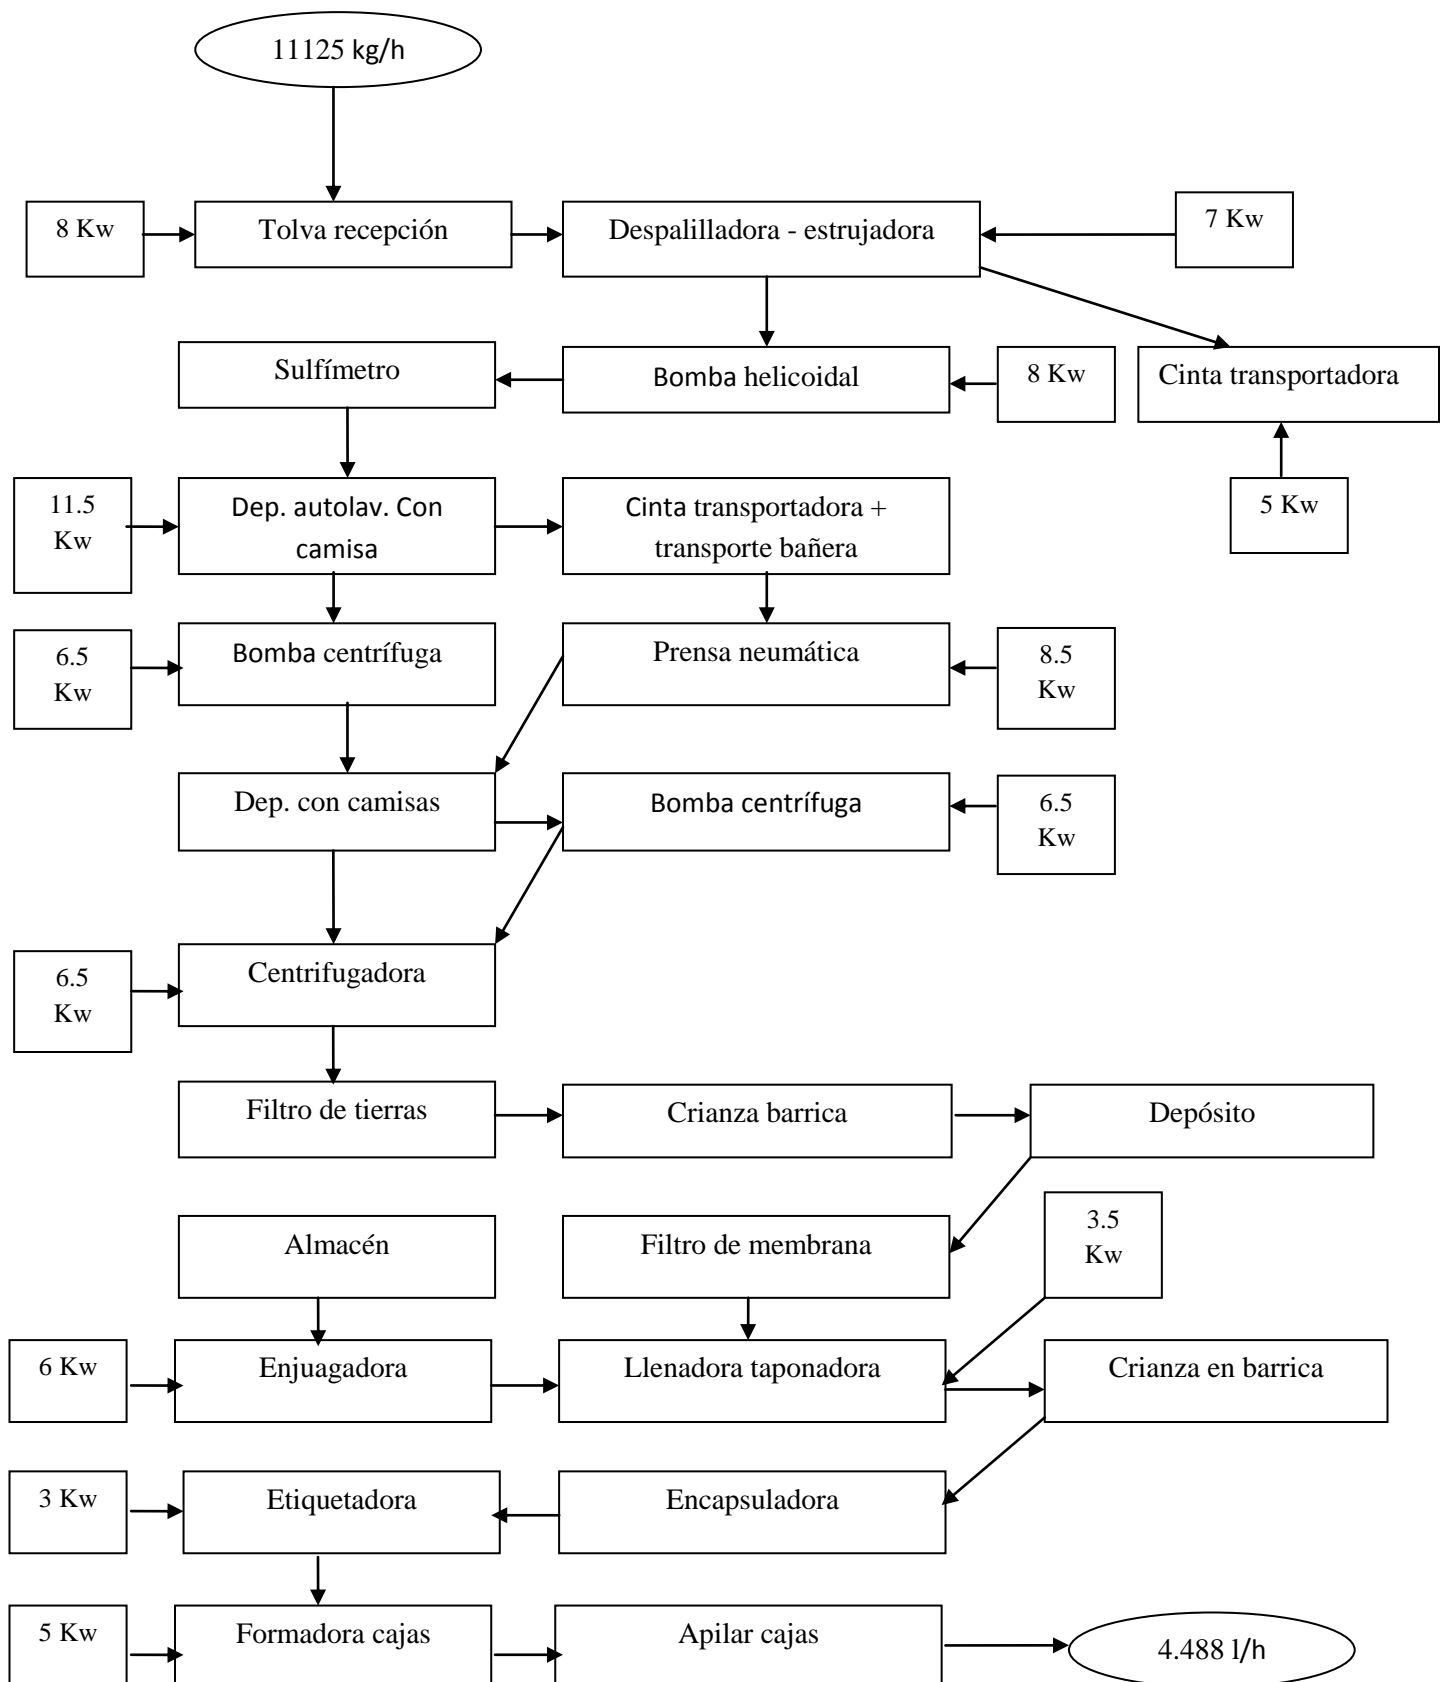 11125 kg/h
8 Kw
Tolva recepción
Despalilladora - estrujadora
7 Kw
Sulfímetro
Bomba helicoidal
8 Kw
Cinta transportadora
11.5
Kw
Dep. autolav. Con
camisa
Cinta transportadora +
transporte bañera
5 Kw
6.5
Kw
Bomba centrífuga
Prensa neumática
8.5
Kw
Dep. con camisas
Bomba centrífuga
6.5
Kw
6.5
Kw
Centrifugadora
Filtro de tierras
Crianza barrica
Depósito
Almacén
Filtro de membrana
3.5
Kw
6 Kw
Enjuagadora
Llenadora taponadora
Crianza en barrica
3 Kw
Etiquetadora
Encapsuladora
5 Kw
Formadora cajas
Apilar cajas
4.488 l/h